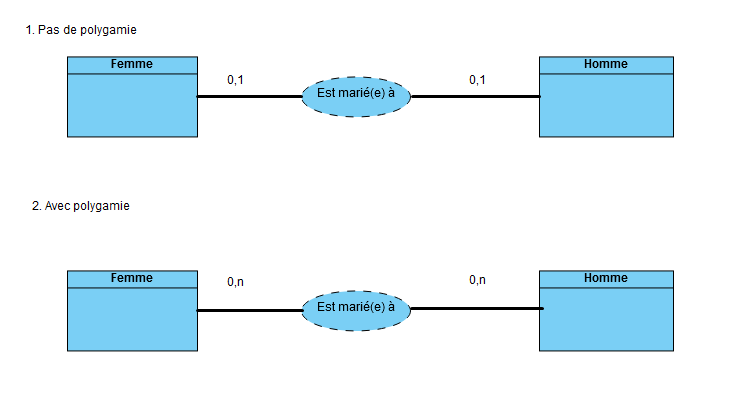 1. Pas de polygamie
Femme
Homme
0,1
0,1
Est marié(e) à
2. Avec polygamie
Femme
Homme
0,n
0,n
Est marié(e) à